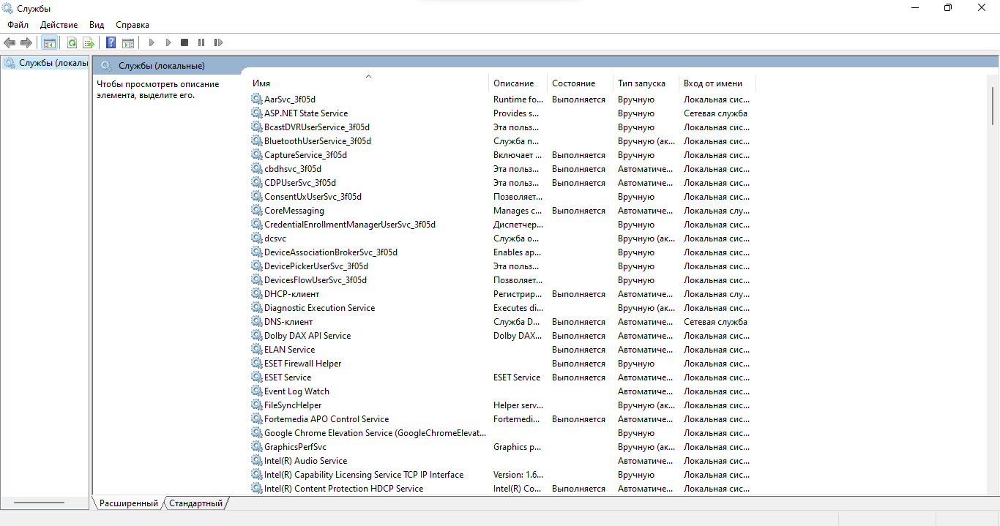 Службы
Файл Действие Вид Справка
Службы (локалы
Службы (локальные)
Чтобы просмотреть описание
элемента, выделите его.
Имя Описание Состояние Тип запуска Вход от имени
AarSvc_3f05d Runtime fo... Выполняется Вручную Локальная сис...
ASP.NET State Service Provides s... Вручную Сетевая служба
BcastDVRUserService_3f05d Эта польз... Вручную Локальная сис...
BluetoothUserService_3f05d Служба п... Вручную (ак... Локальная сис...
CaptureService_3f05d Включает ... Выполняется Вручную Локальная сис...
cbdhsvc_3f05d Эта польз... Выполняется Автоматиче... Локальная сис...
CDPUserSvc_3f05d Эта польз... Выполняется Автоматиче... Локальная сис...
ConsentUxUserSvc_3f05d Позволяет... Вручную Локальная сис...
CoreMessaging Manages c... Выполняется Автоматиче... Локальная слу...
CredentialEnrollmentManagerUserSvc_3f05d Диспетчер... Вручную Локальная сис...
dcsvc Служба о... Вручную (ак... Локальная сис...
DeviceAssociationBrokerSvc_3f05d Enables ap... Вручную Локальная сис...
DevicePickerUserSvc_3f05d Эта польз... Вручную Локальная сис...
DevicesFlowUserSvc_3f05d Позволяет... Вручную Локальная сис...
DHCP-клиент Регистрир... Выполняется Автоматиче... Локальная слу...
Diagnostic Execution Service Executes di... Вручную (ак... Локальная сис...
DNS-клиент Служба D... Выполняется Автоматиче... Сетевая служба
Dolby DAX API Service Dolby DAX... Выполняется Автоматиче... Локальная сис...
ELAN Service Выполняется Автоматиче... Локальная сис...
ESET Firewall Helper Выполняется Вручную Локальная сис...
ESET Service ESET Service Выполняется Автоматиче... Локальная сис...
Event Log Watch Автоматиче... Локальная сис...
FileSyncHelper Helper serv... Вручную (ак... Локальная сис...
Fortemedia APO Control Service Fortemedi... Выполняется Автоматиче... Локальная сис...
Google Chrome Elevation Service (GoogleChromeElevat... Вручную Локальная сис...
GraphicsPerfSvc Graphics p... Вручную (ак... Локальная сис...
Intel(R) Audio Service Автоматиче... Локальная сис...
Intel(R) Capability Licensing Service TCP IP Interface Version: 1.6... Вручную Локальная сис...
Intel(R) Content Protection HDCP Service Intel(R) Co... Выполняется Автоматиче... Локальная сис...
Расширенный Стандартный